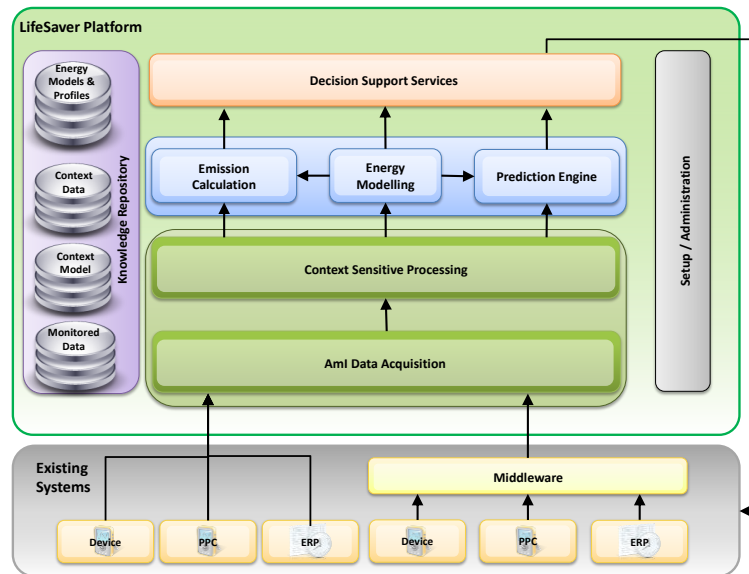 LifeSaver Platform
Energy
Models &
Profiles
Context
Data
Context
Model
Monitored
Data
Knowledge Repository
Decision Support Services
Emission
Calculation
Energy
Modelling
Prediction Engine
Context Sensitive Processing
AmI Data Acquisition
Setup / Administration
Existing
Systems
Middleware
Device
PPC
ERP
Device
PPC
ERP